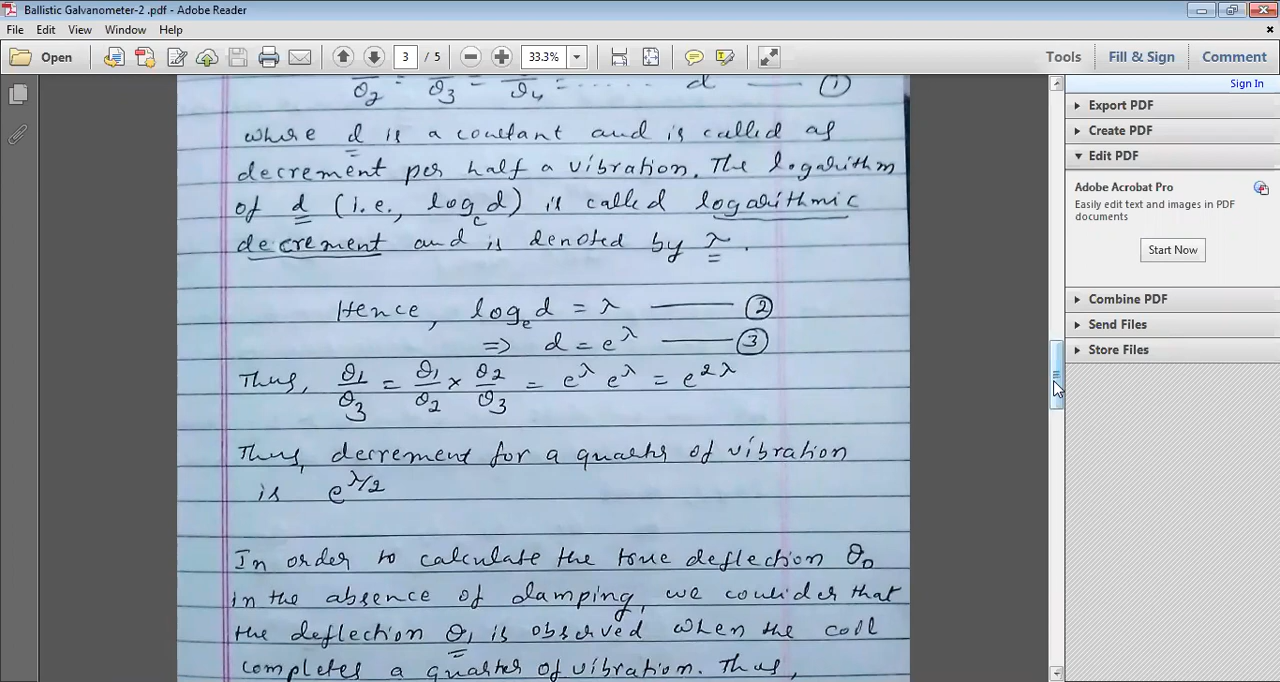 Ballistic Galvanometer-2 .pdf - Adobe Reader
File Edit View Window Help
Open 3 / 5 33.3% Tools Fill & Sign Comment
Sign In
Export PDF
Create PDF
Edit PDF
Adobe Acrobat Pro
Easily edit text and images in PDF
documents
Start Now
Combine PDF
Send Files
Store Files
θ2 = θ3 = θ4 = ...... d —— ①
where d is a constant and is called as
decrement per half a vibration. The logarithm
of d (i.e., log_e d) is called logarithmic
decrement and is denoted by λ.
Hence, log_e d = λ —— ②
=> d = e^λ —— ③
Thus, θ1/θ3 = θ1/θ2 × θ2/θ3 = e^λ e^λ = e^2λ
Thus, decrement for a quarter of vibration
is e^λ/2
In order to calculate the true deflection θ0
in the absence of damping, we consider that
the deflection θ1 is observed when the coil
completes a quarter of vibration. Thus,